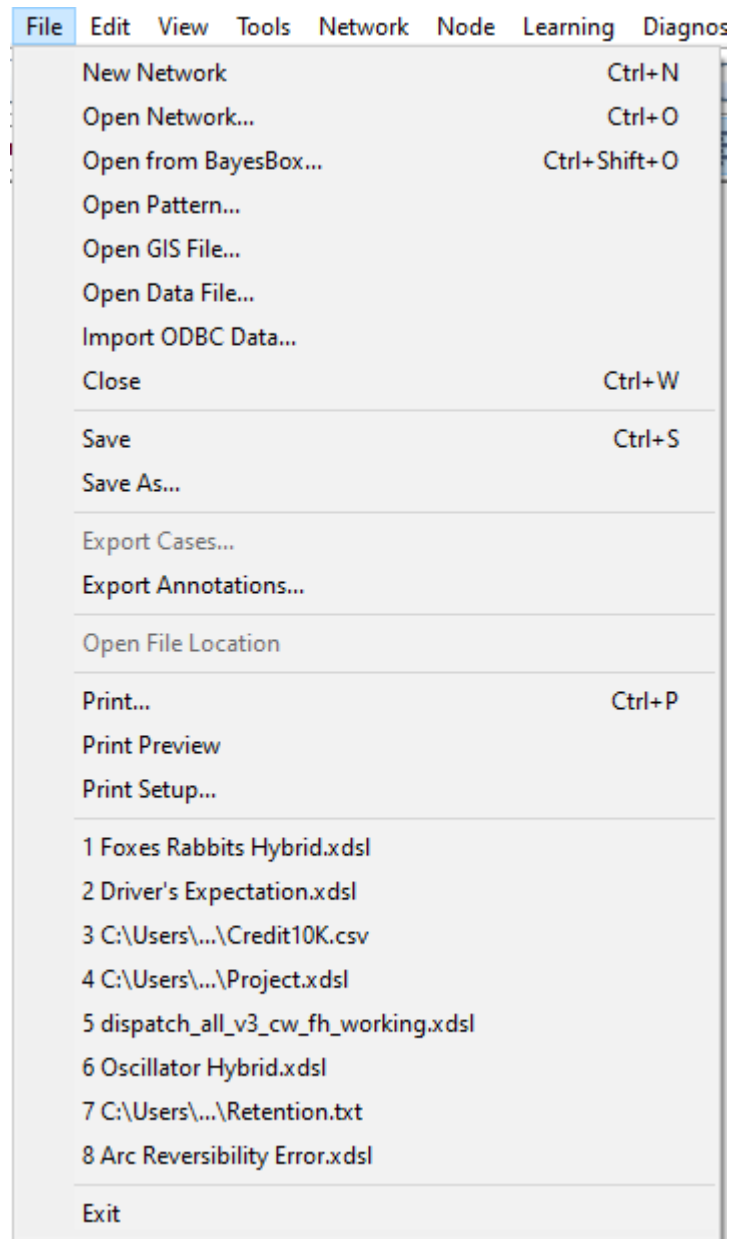 File Edit View Tools Network Node Learning Diagnos
New Network Ctrl+N
Open Network... Ctrl+O
Open from BayesBox... Ctrl+Shift+O
Open Pattern...
Open GIS File...
Open Data File...
Import ODBC Data...
Close Ctrl+W
Save Ctrl+S
Save As...
Export Cases...
Export Annotations...
Open File Location
Print... Ctrl+P
Print Preview
Print Setup...
1 Foxes Rabbits Hybrid.xdsl
2 Driver's Expectation.xdsl
3 C:\Users\...\Credit10K.csv
4 C:\Users\...\Project.xdsl
5 dispatch_all_v3_cw_fh_working.xdsl
6 Oscillator Hybrid.xdsl
7 C:\Users\...\Retention.txt
8 Arc Reversibility Error.xdsl
Exit